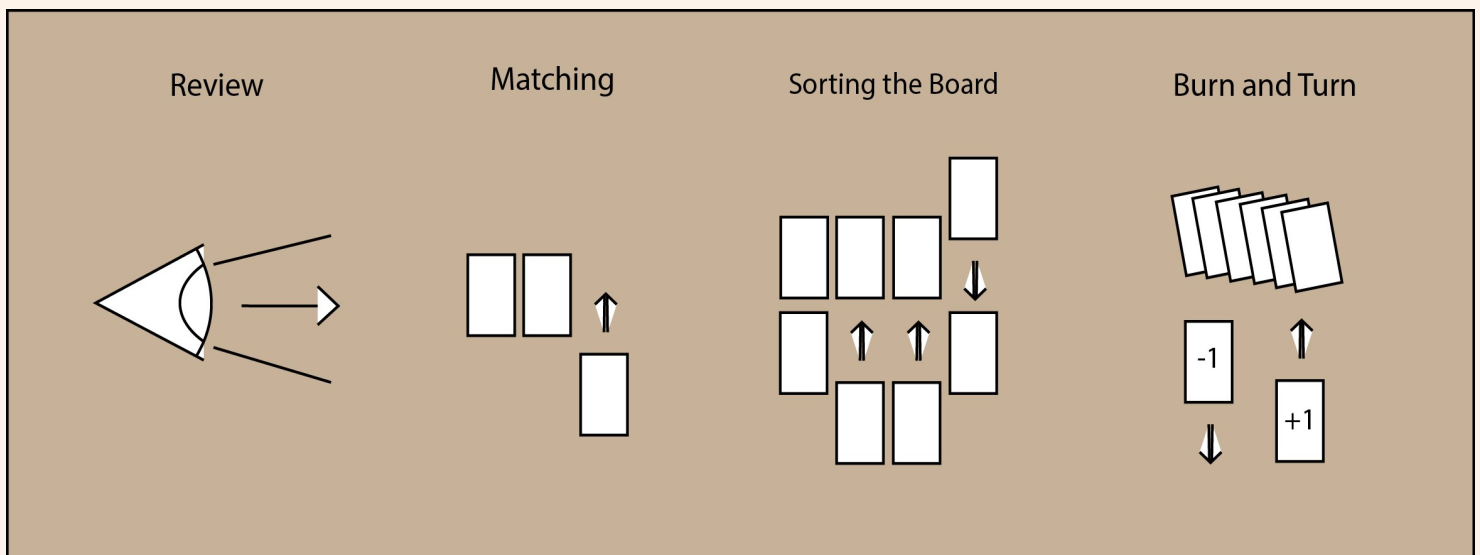 Review
Matching
Sorting the Board
Burn and Turn
-1
+1